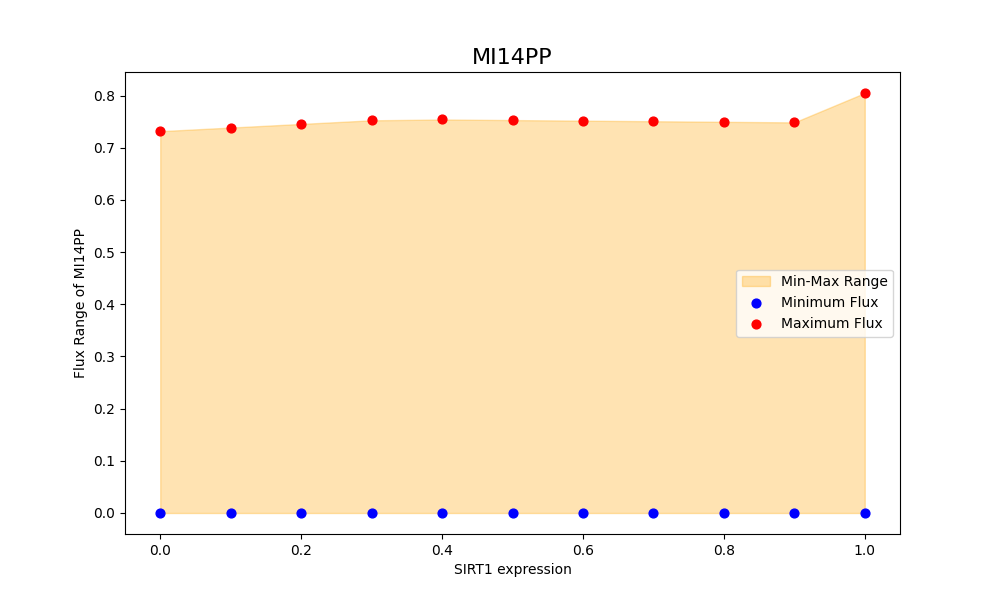 MI14PP
Flux Range of MI14PP
0.8
0.7
0.6
0.5
0.4
0.3
0.2
0.1
0.0
Min-Max Range
Minimum Flux
Maximum Flux
0.0 0.2 0.4 0.6 0.8 1.0
SIRT1 expression